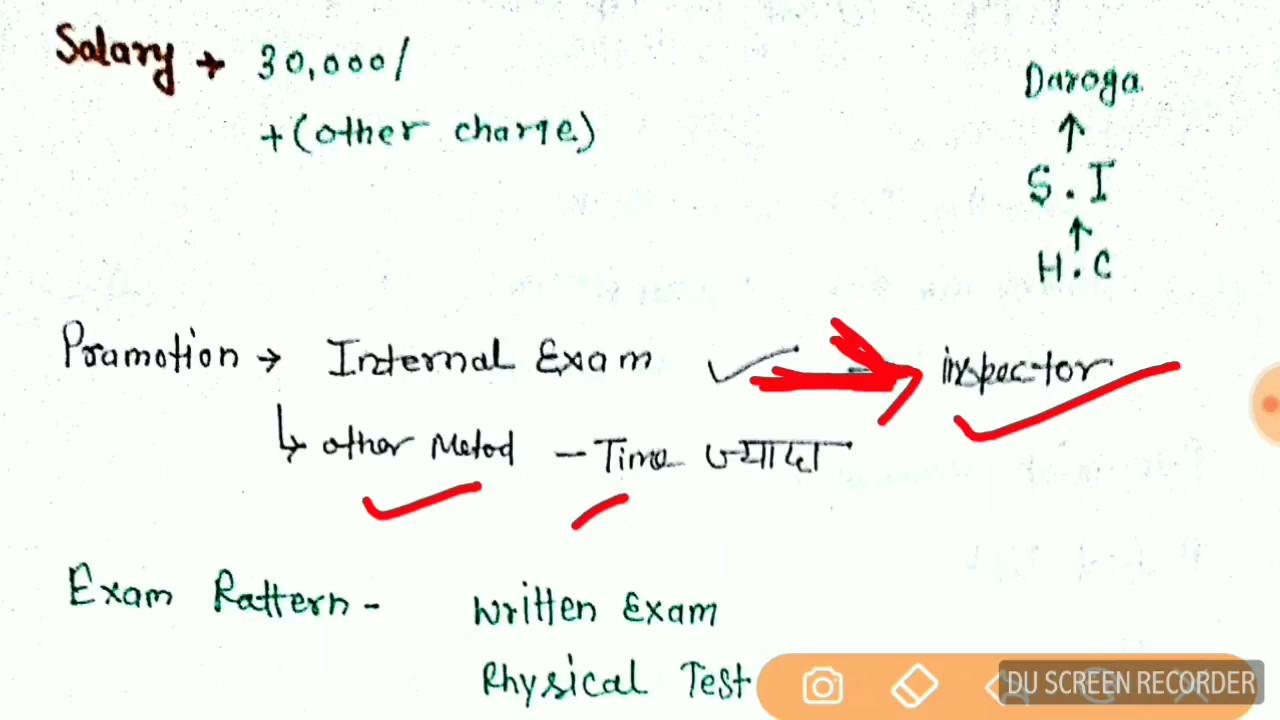 Salary → 30,000/
+ (other charge)
Daroga
↑
S.I
↑
H.C
Pramotion → Internal Exam ✓ → inspector
↳ other Metod – Time ज्यादा
Exam Pattern - Written Exam
Physical Test
DU SCREEN RECORDER